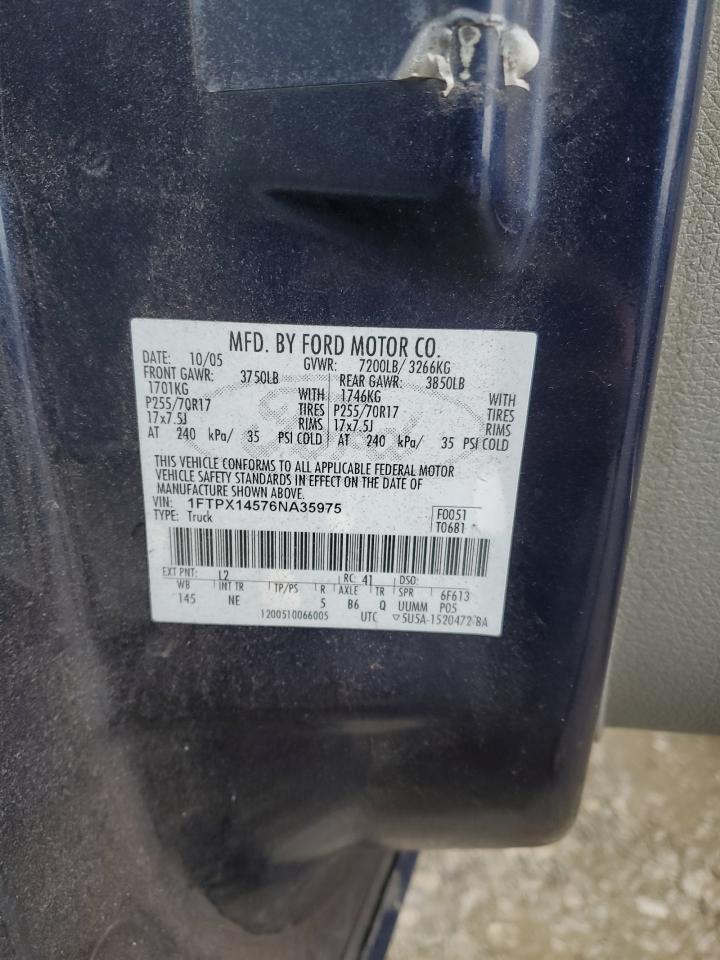 MFD. BY FORD MOTOR CO.
DATE: 10/05 GVWR: 7200LB/ 3266KG
FRONT GAWR: 3750LB REAR GAWR: 3850LB
1701KG WITH 1746KG WITH
P255/70R17 TIRES P255/70R17 TIRES
17x7.5J RIMS 17x7.5J RIMS
AT 240 kPa/ 35 PSI COLD AT 240 kPa/ 35 PSI COLD
THIS VEHICLE CONFORMS TO ALL APPLICABLE FEDERAL MOTOR
VEHICLE SAFETY STANDARDS IN EFFECT ON THE DATE OF
MANUFACTURE SHOWN ABOVE.
VIN: 1FTPX14576NA35975 F0051
TYPE: Truck T0681
EXT PNT: L2 RC: 41 DSO:
WB INT TR TP/PS R AXLE TR SPR 6F613
145 NE 5 B6 Q UUMM P05
1200510066005 UTC ▽5U5A-1520472-BA
Ford